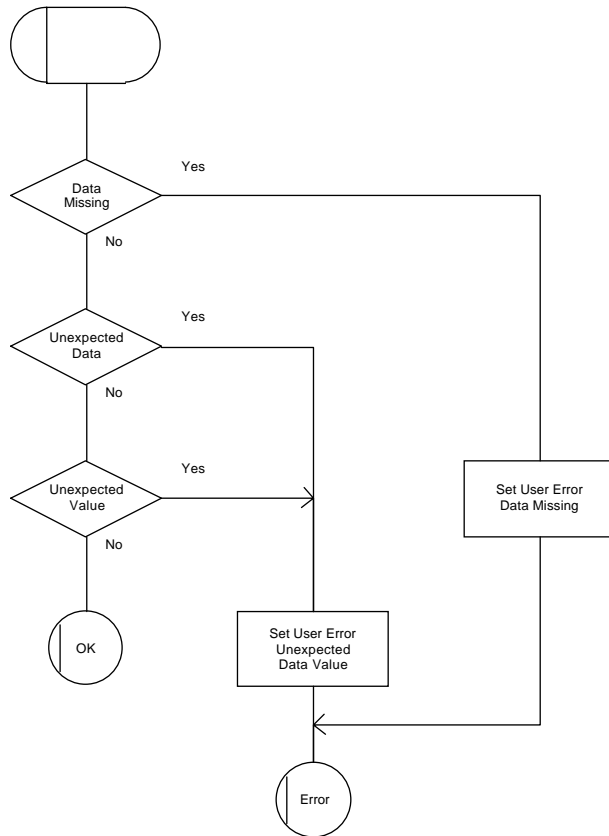 Yes
Data
Missing
No
Yes
Unexpected
Data
No
Yes
Unexpected
Value
No
Set User Error
Data Missing
OK
Set User Error
Unexpected
Data Value
Error